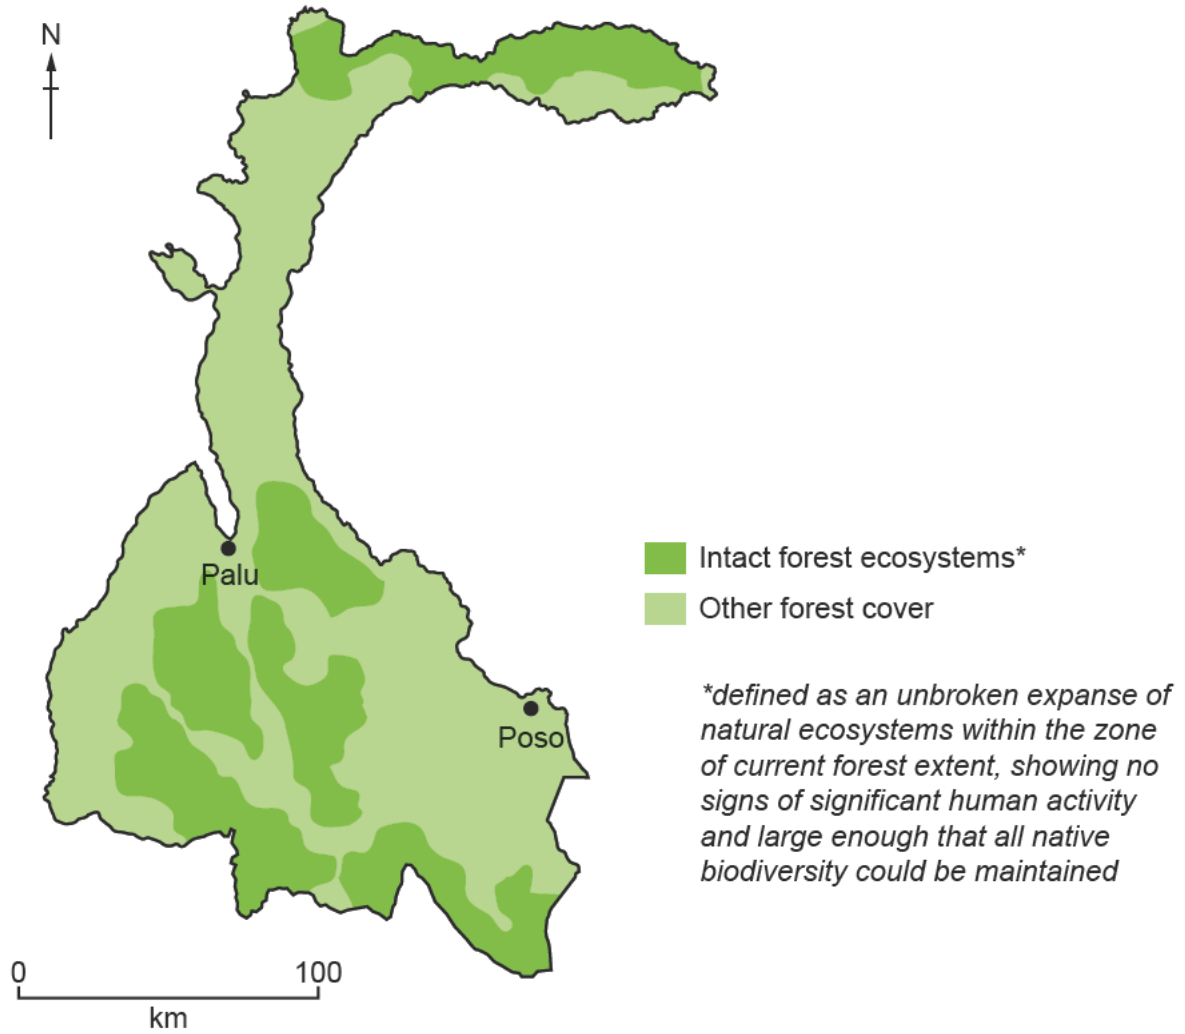 N
Palu
Poso
Intact forest ecosystems*
Other forest cover
*defined as an unbroken expanse of
natural ecosystems within the zone
of current forest extent, showing no
signs of significant human activity
and large enough that all native
biodiversity could be maintained
0 100
km